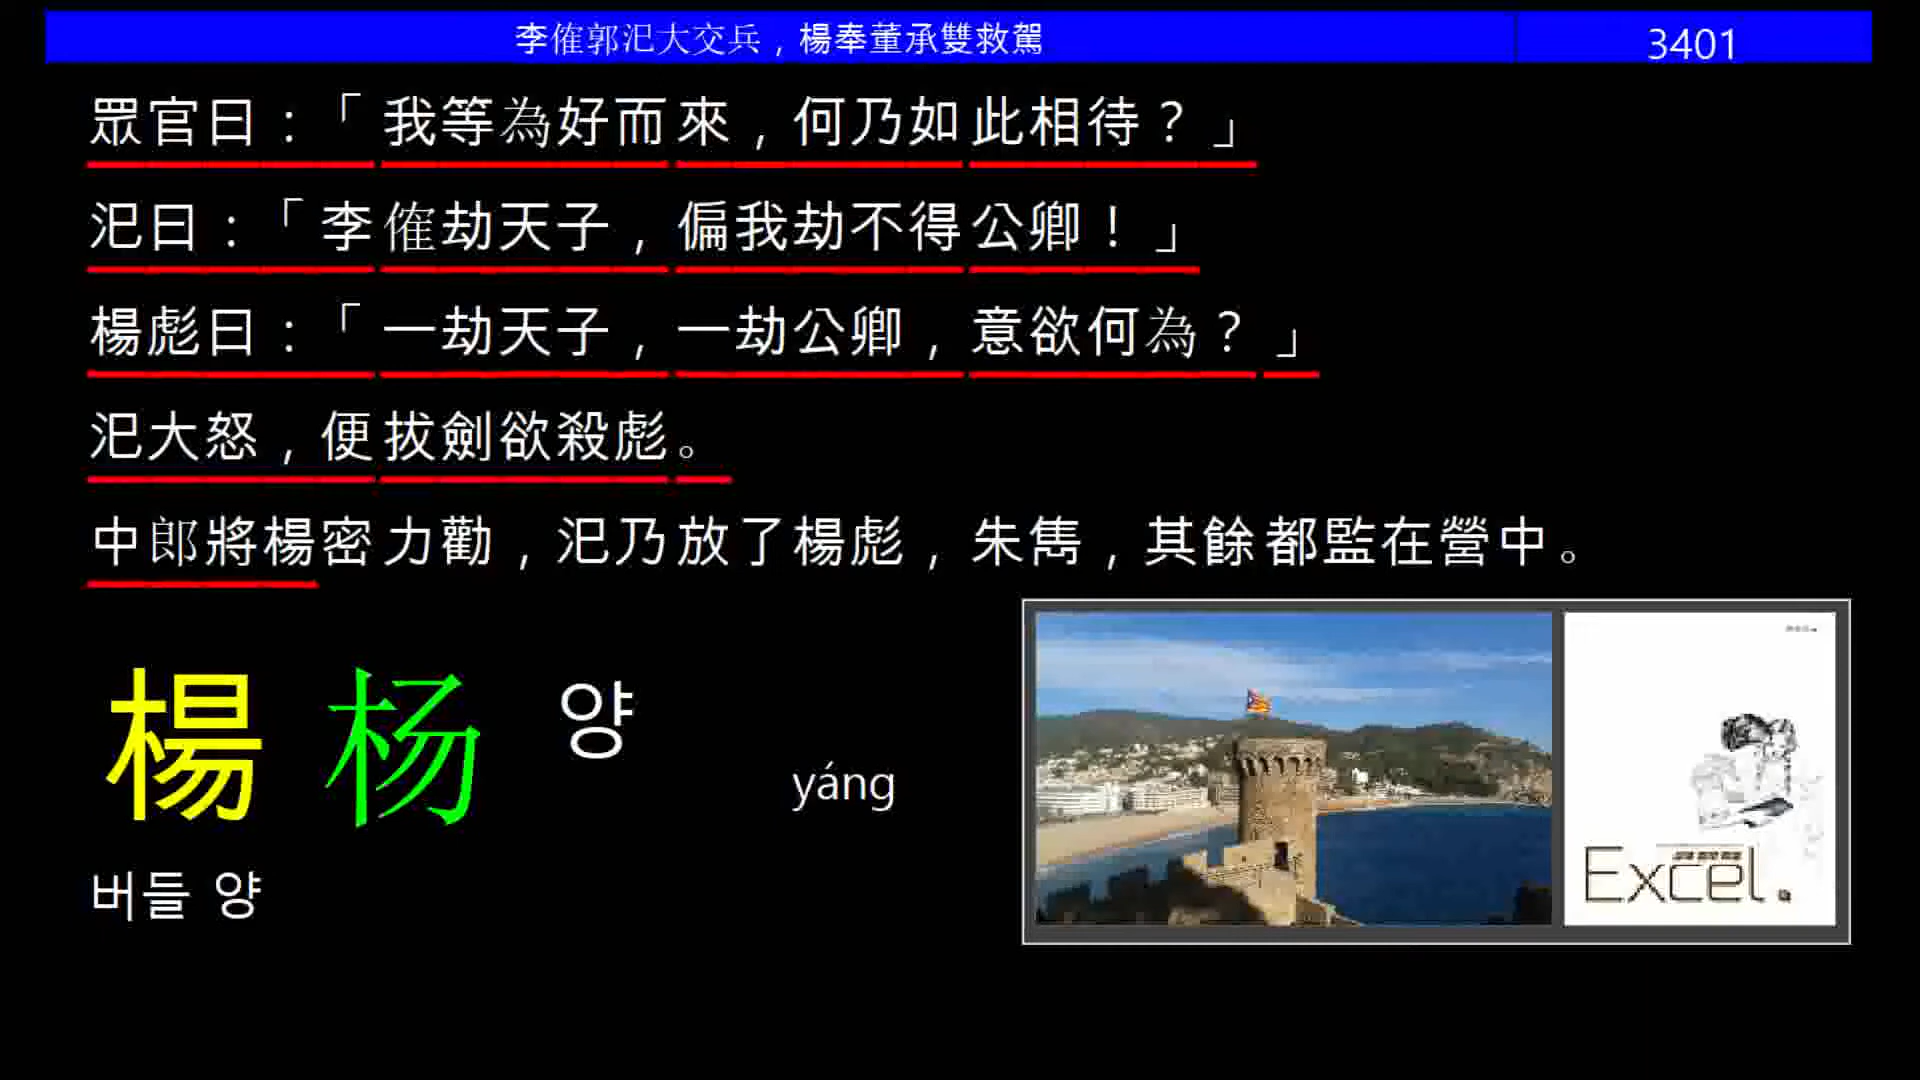 李傕郭汜大交兵，楊奉董承雙救駕
3401
眾官曰：「我等為好而來，何乃如此相待？」
汜曰：「李傕劫天子，偏我劫不得公卿！」
楊彪曰：「一劫天子，一劫公卿，意欲何為？」
汜大怒，便拔劍欲殺彪。
中郎將楊密力勸，汜乃放了楊彪，朱雋，其餘都監在營中。
楊 杨 양
yáng
버들 양
Excel